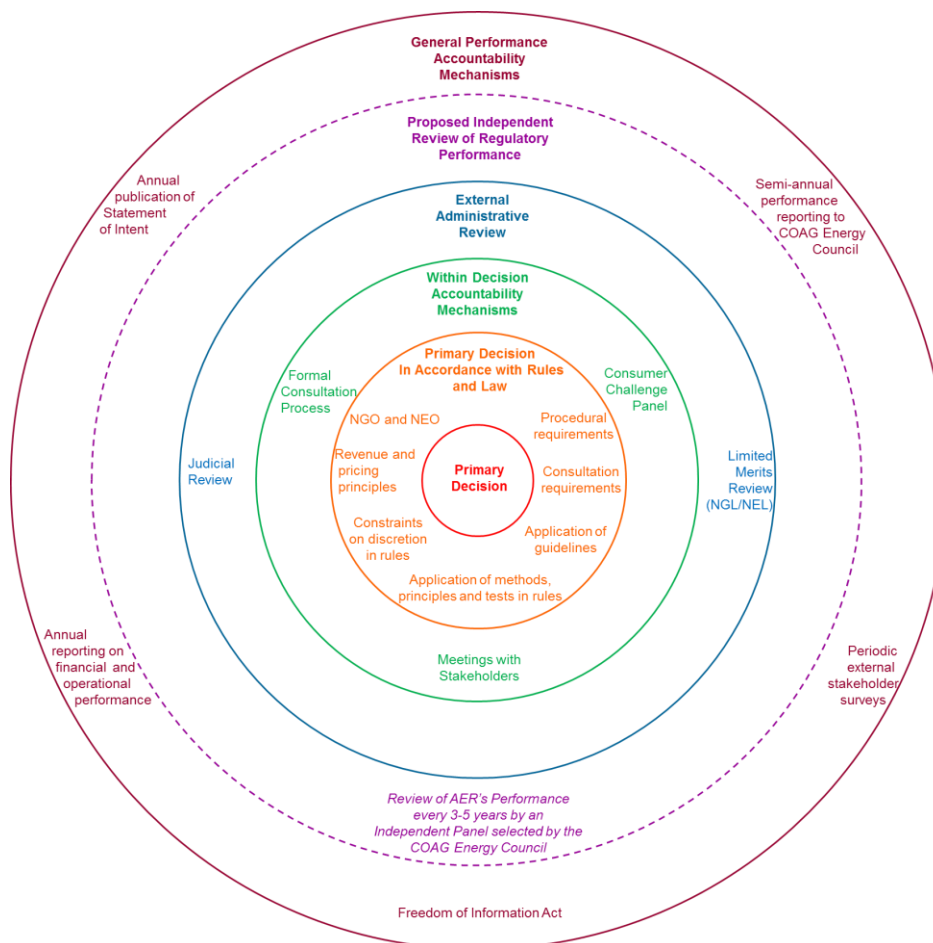 General Performance
Accountability
Mechanisms
Proposed Independent
Review of Regulatory
Performance
Annual
publication of
Statement
of Intent
Semi-annual
performance
reporting to
COAG Energy
Council
External
Administrative
Review
Within Decision
Accountability
Mechanisms
Primary Decision
In Accordance with Rules
and Law
Formal
Consultation
Process
Consumer
Challenge
Panel
NGO and NEO
Procedural
requirements
Judicial
Review
Revenue and
pricing
principles
Primary
Decision
Consultation
requirements
Limited
Merits
Review
(NGL/NEL)
Constraints
on discretion
in rules
Application of
guidelines
Application of methods,
principles and tests in rules
Annual
reporting on
financial and
operational
performance
Meetings with
Stakeholders
Periodic
external
stakeholder
surveys
Review of AER's Performance
every 3-5 years by an
Independent Panel selected by the
COAG Energy Council
Freedom of Information Act